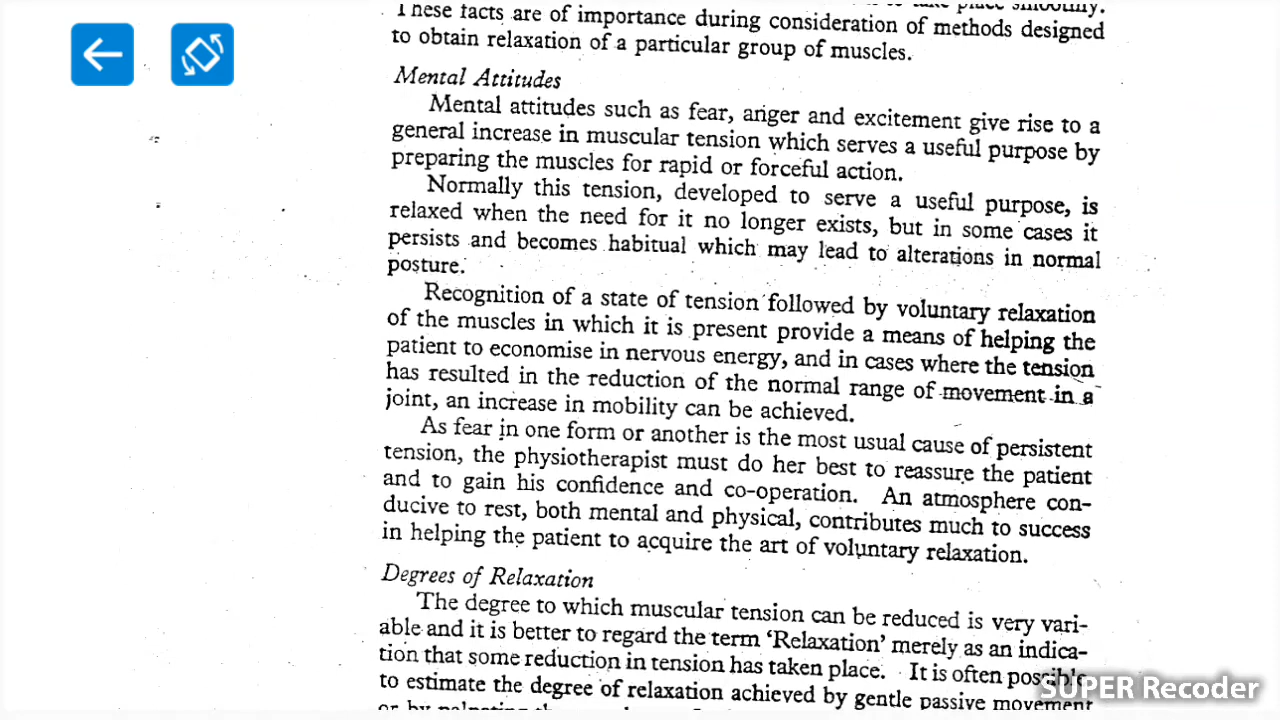 to take place smoothly.
These facts are of importance during consideration of methods designed
to obtain relaxation of a particular group of muscles.
Mental Attitudes
Mental attitudes such as fear, anger and excitement give rise to a
general increase in muscular tension which serves a useful purpose by
preparing the muscles for rapid or forceful action.
Normally this tension, developed to serve a useful purpose, is
relaxed when the need for it no longer exists, but in some cases it
persists and becomes habitual which may lead to alterations in normal
posture.
Recognition of a state of tension followed by voluntary relaxation
of the muscles in which it is present provide a means of helping the
patient to economise in nervous energy, and in cases where the tension
has resulted in the reduction of the normal range of movement in a
joint, an increase in mobility can be achieved.
As fear in one form or another is the most usual cause of persistent
tension, the physiotherapist must do her best to reassure the patient
and to gain his confidence and co-operation. An atmosphere con-
ducive to rest, both mental and physical, contributes much to success
in helping the patient to acquire the art of voluntary relaxation.
Degrees of Relaxation
The degree to which muscular tension can be reduced is very vari-
able and it is better to regard the term 'Relaxation' merely as an indica-
tion that some reduction in tension has taken place. It is often possible
to estimate the degree of relaxation achieved by gentle passive movement
or by palpating the
SUPER Recoder